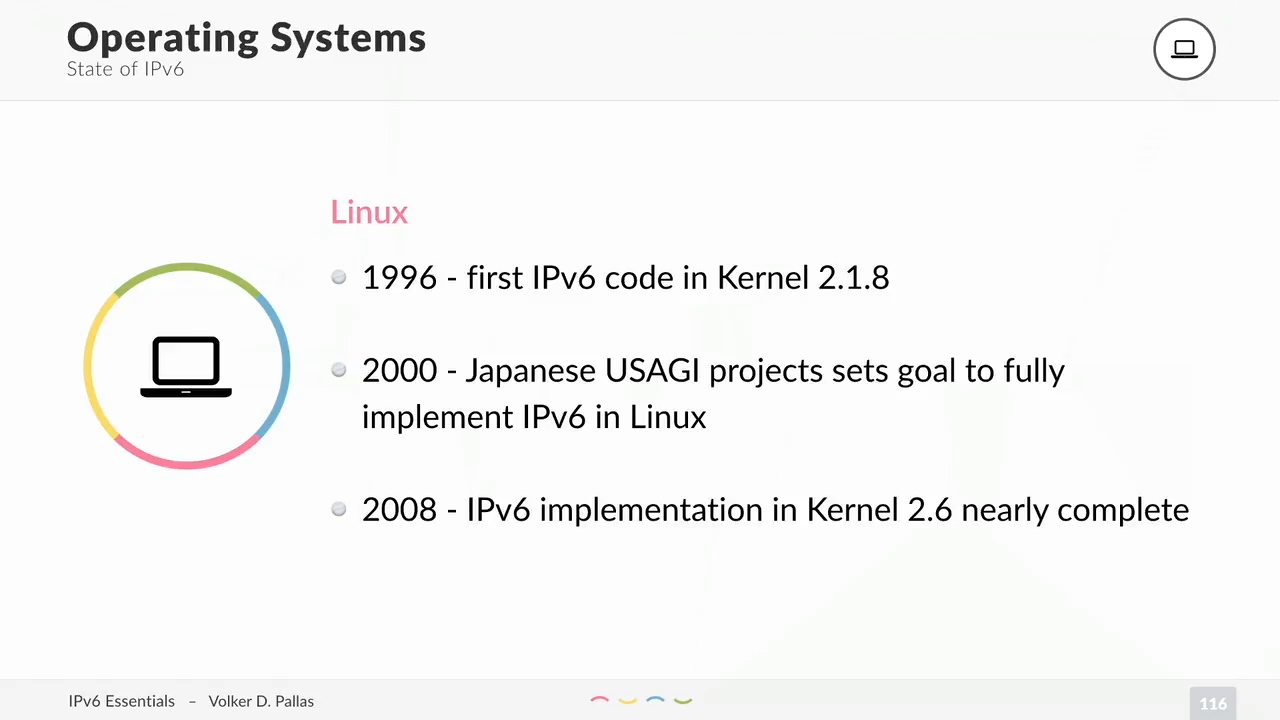 Operating Systems
State of IPv6
Linux
1996 - first IPv6 code in Kernel 2.1.8
2000 - Japanese USAGI projects sets goal to fully
implement IPv6 in Linux
2008 - IPv6 implementation in Kernel 2.6 nearly complete
IPv6 Essentials – Volker D. Pallas
116